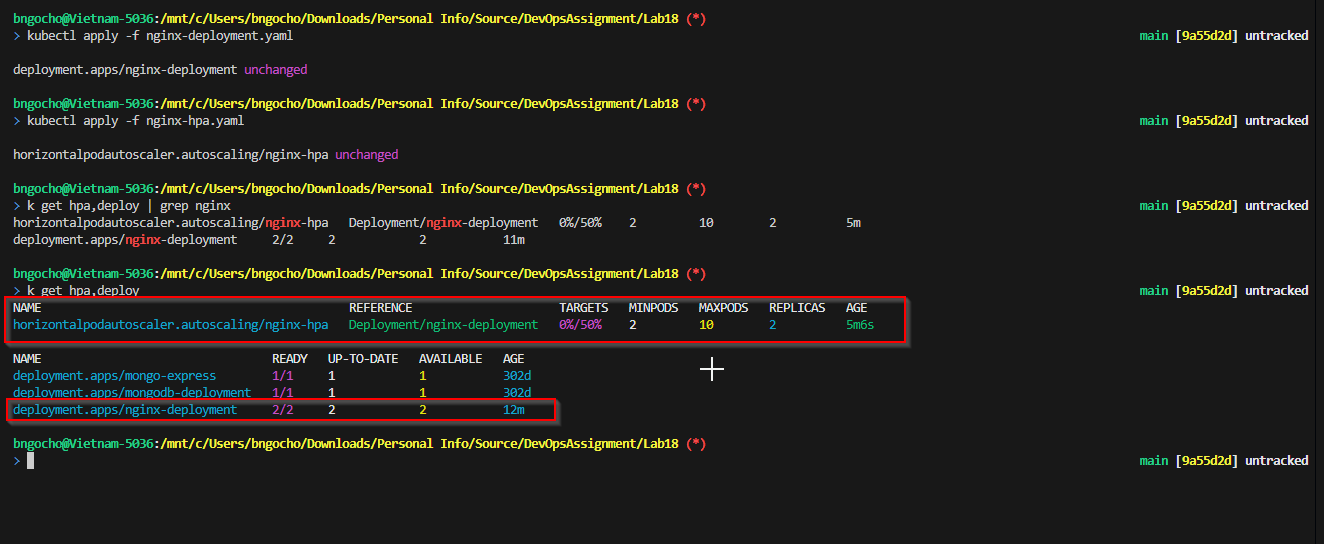 bngocho@Vietnam-5036:/mnt/c/Users/bngocho/Downloads/Personal Info/Source/DevOpsAssignment/Lab18 (*)
> kubectl apply -f nginx-deployment.yaml main [9a55d2d] untracked
deployment.apps/nginx-deployment unchanged
bngocho@Vietnam-5036:/mnt/c/Users/bngocho/Downloads/Personal Info/Source/DevOpsAssignment/Lab18 (*)
> kubectl apply -f nginx-hpa.yaml main [9a55d2d] untracked
horizontalpodautoscaler.autoscaling/nginx-hpa unchanged
bngocho@Vietnam-5036:/mnt/c/Users/bngocho/Downloads/Personal Info/Source/DevOpsAssignment/Lab18 (*)
> k get hpa,deploy | grep nginx main [9a55d2d] untracked
horizontalpodautoscaler.autoscaling/nginx-hpa Deployment/nginx-deployment 0%/50% 2 10 2 5m
deployment.apps/nginx-deployment 2/2 2 2 11m
bngocho@Vietnam-5036:/mnt/c/Users/bngocho/Downloads/Personal Info/Source/DevOpsAssignment/Lab18 (*)
> k get hpa,deploy main [9a55d2d] untracked
NAME REFERENCE TARGETS MINPODS MAXPODS REPLICAS AGE
horizontalpodautoscaler.autoscaling/nginx-hpa Deployment/nginx-deployment 0%/50% 2 10 2 5m6s
NAME READY UP-TO-DATE AVAILABLE AGE
deployment.apps/mongo-express 1/1 1 1 302d
deployment.apps/mongodb-deployment 1/1 1 1 302d
deployment.apps/nginx-deployment 2/2 2 2 12m
bngocho@Vietnam-5036:/mnt/c/Users/bngocho/Downloads/Personal Info/Source/DevOpsAssignment/Lab18 (*)
> main [9a55d2d] untracked